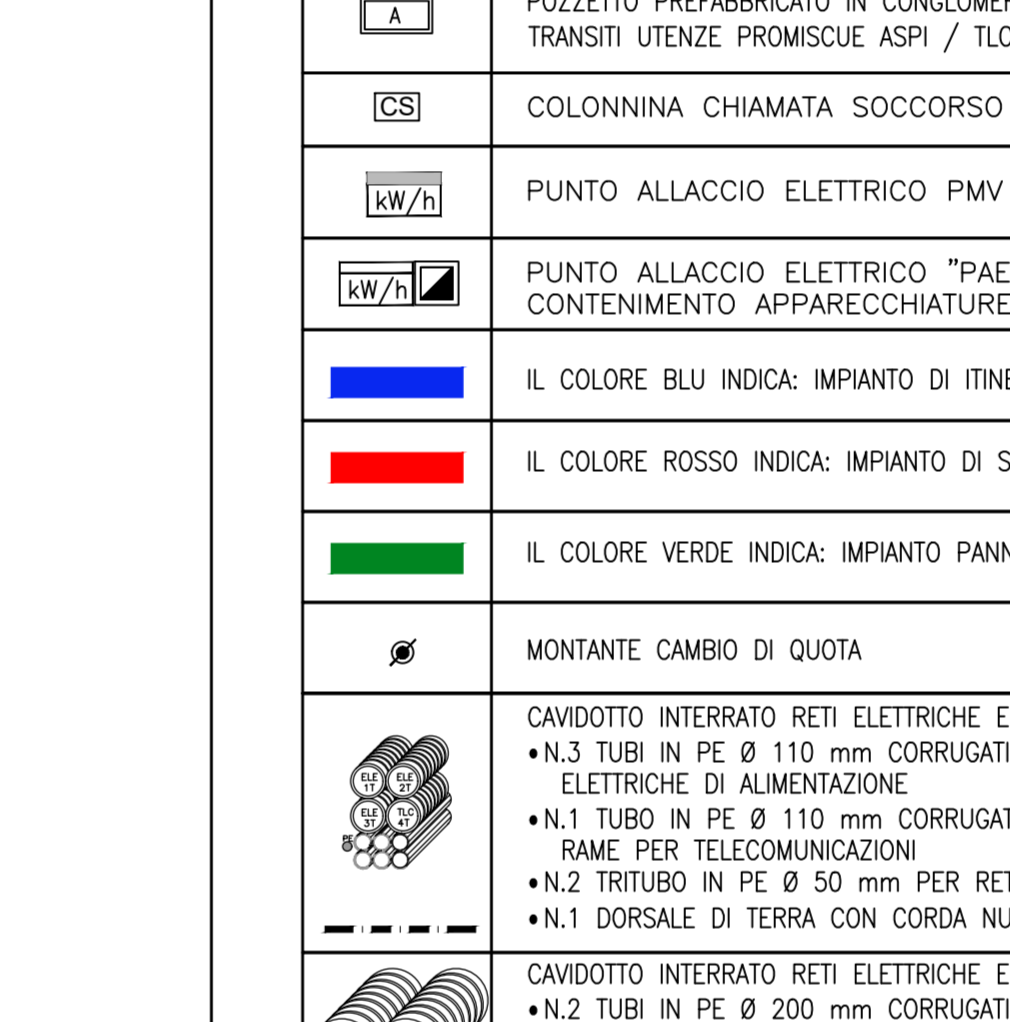 A
POZZETTO PREFABBRICATO IN
TRANSITI UTENZE PROMISCUE ASPI / TLC
CS
COLONNINA CHIAMATA SOCCORSO
kW/h
PUNTO ALLACCIO ELETTRICO PMV
kW/h
PUNTO ALLACCIO ELETTRICO "PAE
CONTENIMENTO APPARECCHIATURE
IL COLORE BLU INDICA: IMPIANTO DI ITINE
IL COLORE ROSSO INDICA: IMPIANTO DI S
IL COLORE VERDE INDICA: IMPIANTO PANN
MONTANTE CAMBIO DI QUOTA
ELE 1T
ELE 2T
ELE 3T
TLC 4T
PE
CAVIDOTTO INTERRATO RETI ELETTRICHE E
•N.3 TUBI IN PE Ø 110 mm CORRUGATI
ELETTRICHE DI ALIMENTAZIONE
•N.1 TUBO IN PE Ø 110 mm CORRUGAT
RAME PER TELECOMUNICAZIONI
•N.2 TRITUBO IN PE Ø 50 mm PER RET
•N.1 DORSALE DI TERRA CON CORDA NU
CAVIDOTTO INTERRATO RETI ELETTRICHE E
•N.2 TUBI IN PE Ø 200 mm CORRUGATI